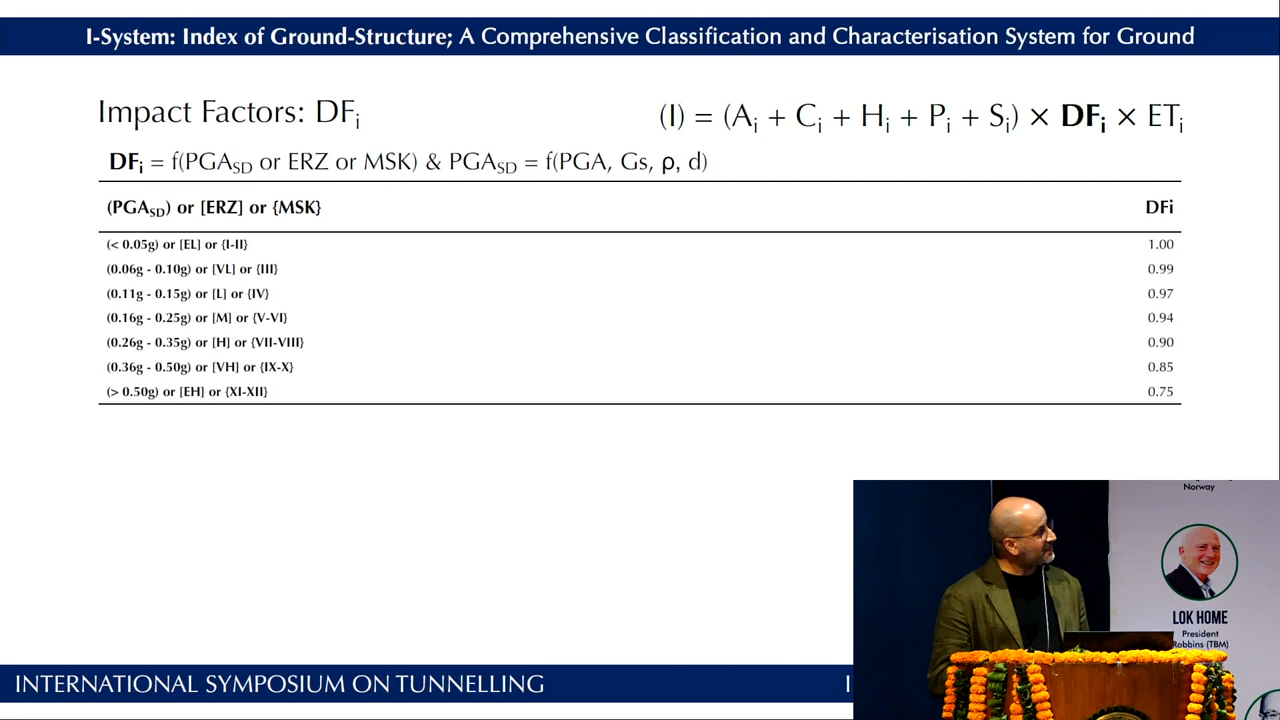 I-System: Index of Ground-Structure; A Comprehensive Classification and Characterisation System for Ground
Impact Factors: DFi
(I) = (Ai + Ci + Hi + Pi + Si) × DFi × ETi
DFi = f(PGASD or ERZ or MSK) & PGASD = f(PGA, Gs, ρ, d)
(PGASD) or [ERZ] or {MSK} DFi
(< 0.05g) or [EL] or {I-II} 1.00
(0.06g - 0.10g) or [VL] or {III} 0.99
(0.11g - 0.15g) or [L] or {IV} 0.97
(0.16g - 0.25g) or [M] or {V-VI} 0.94
(0.26g - 0.35g) or [H] or {VII-VIII} 0.90
(0.36g - 0.50g) or [VH] or {IX-X} 0.85
(> 0.50g) or [EH] or {XI-XII} 0.75
Norway
LOK HOME
President
Robbins (TBM)
INTERNATIONAL SYMPOSIUM ON TUNNELLING